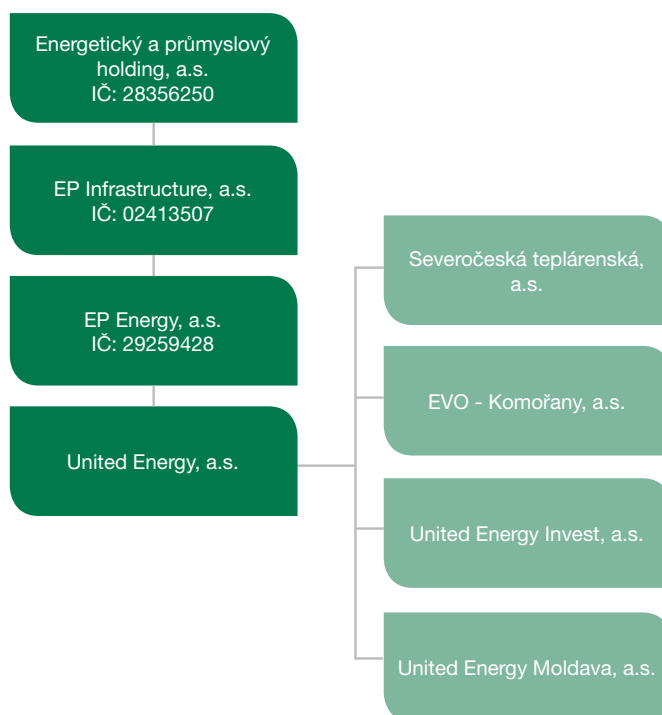 Energetický a průmyslový
holding, a.s.
IČ: 28356250
EP Infrastructure, a.s.
IČ: 02413507
EP Energy, a.s.
IČ: 29259428
United Energy, a.s.
Severočeská teplárenská,
a.s.
EVO - Komořany, a.s.
United Energy Invest, a.s.
United Energy Moldava, a.s.